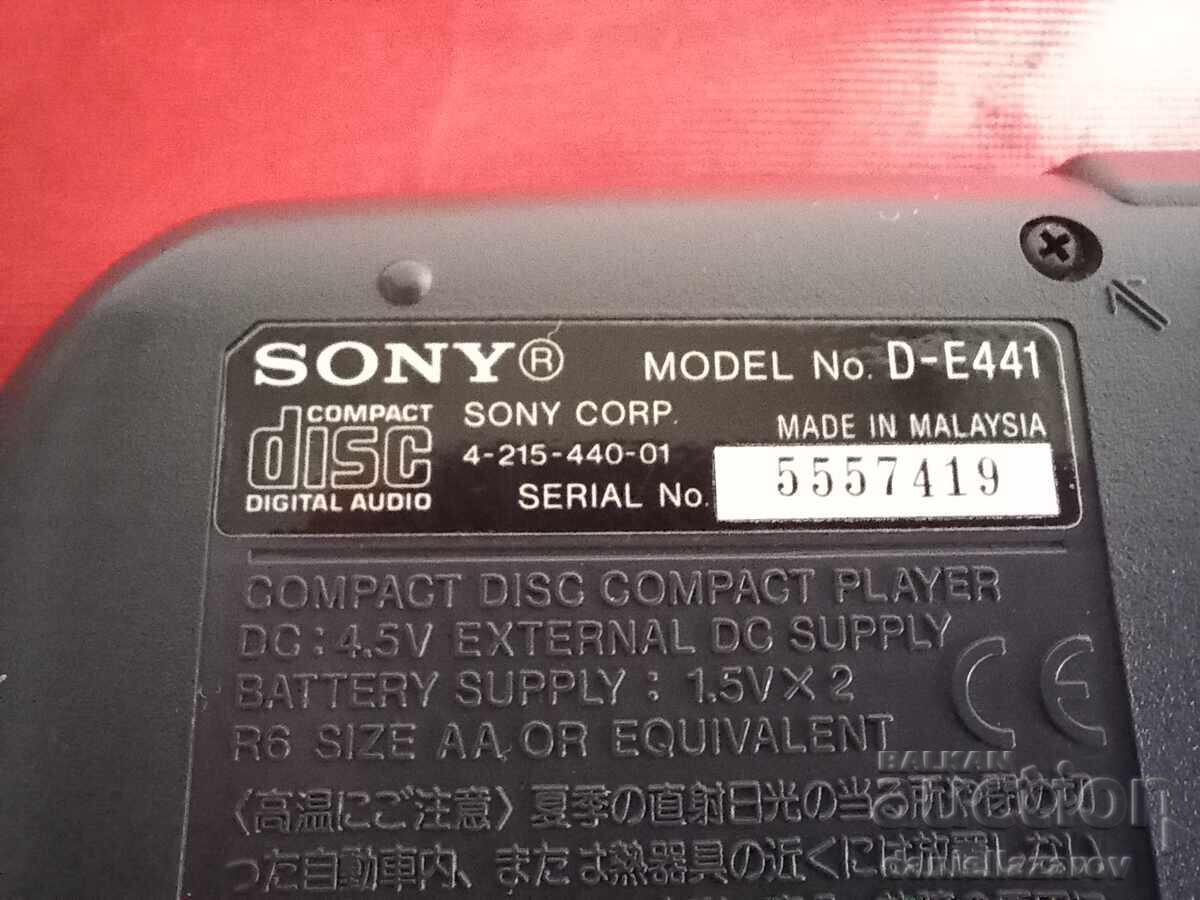 SONY® MODEL No. D-E441
COMPACT disc DIGITAL AUDIO
SONY CORP. MADE IN MALAYSIA
4-215-440-01
SERIAL No. 5557419
COMPACT DISC COMPACT PLAYER
DC : 4.5V EXTERNAL DC SUPPLY
BATTERY SUPPLY : 1.5V×2
R6 SIZE AA, OR EQUIVALENT
CE
〈高温にご注意〉夏季の直射日光の当る所や閉め切
った自動車内、または熱器具の近くには放置しない
BALKAN
auction
daniellazarov